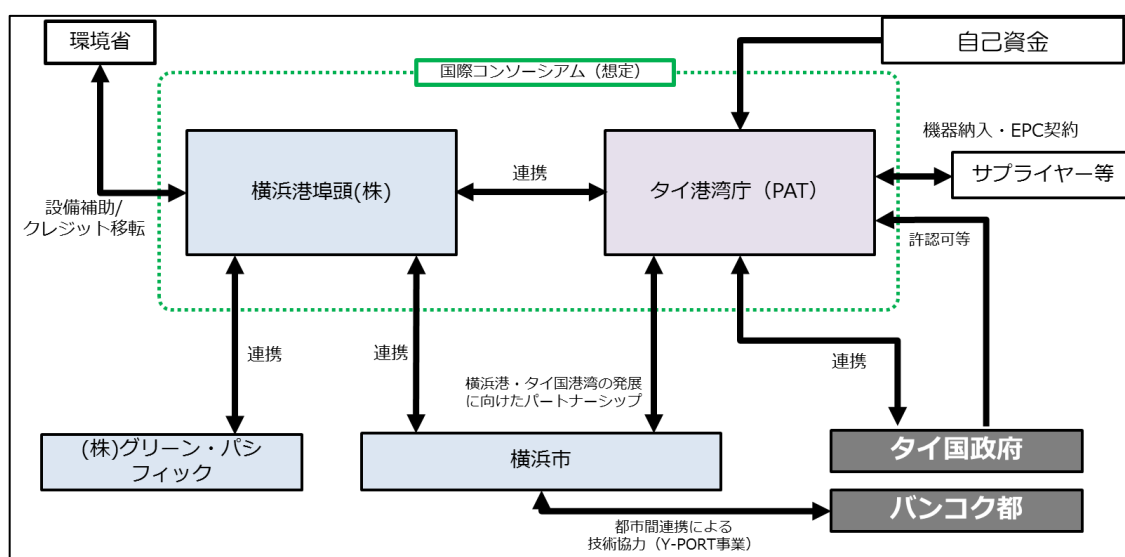 環境省
自己資金
国際コンソーシアム（想定）
機器納入・EPC契約
横浜港埠頭(株)
連携
タイ港湾庁（PAT）
サプライヤー等
設備補助/
クレジット移転
許認可等
連携
連携
横浜港・タイ国港湾の発展
に向けたパートナーシップ
連携
(株)グリーン・パシ
フィック
横浜市
タイ国政府
バンコク都
都市間連携による
技術協力（Y-PORT事業）